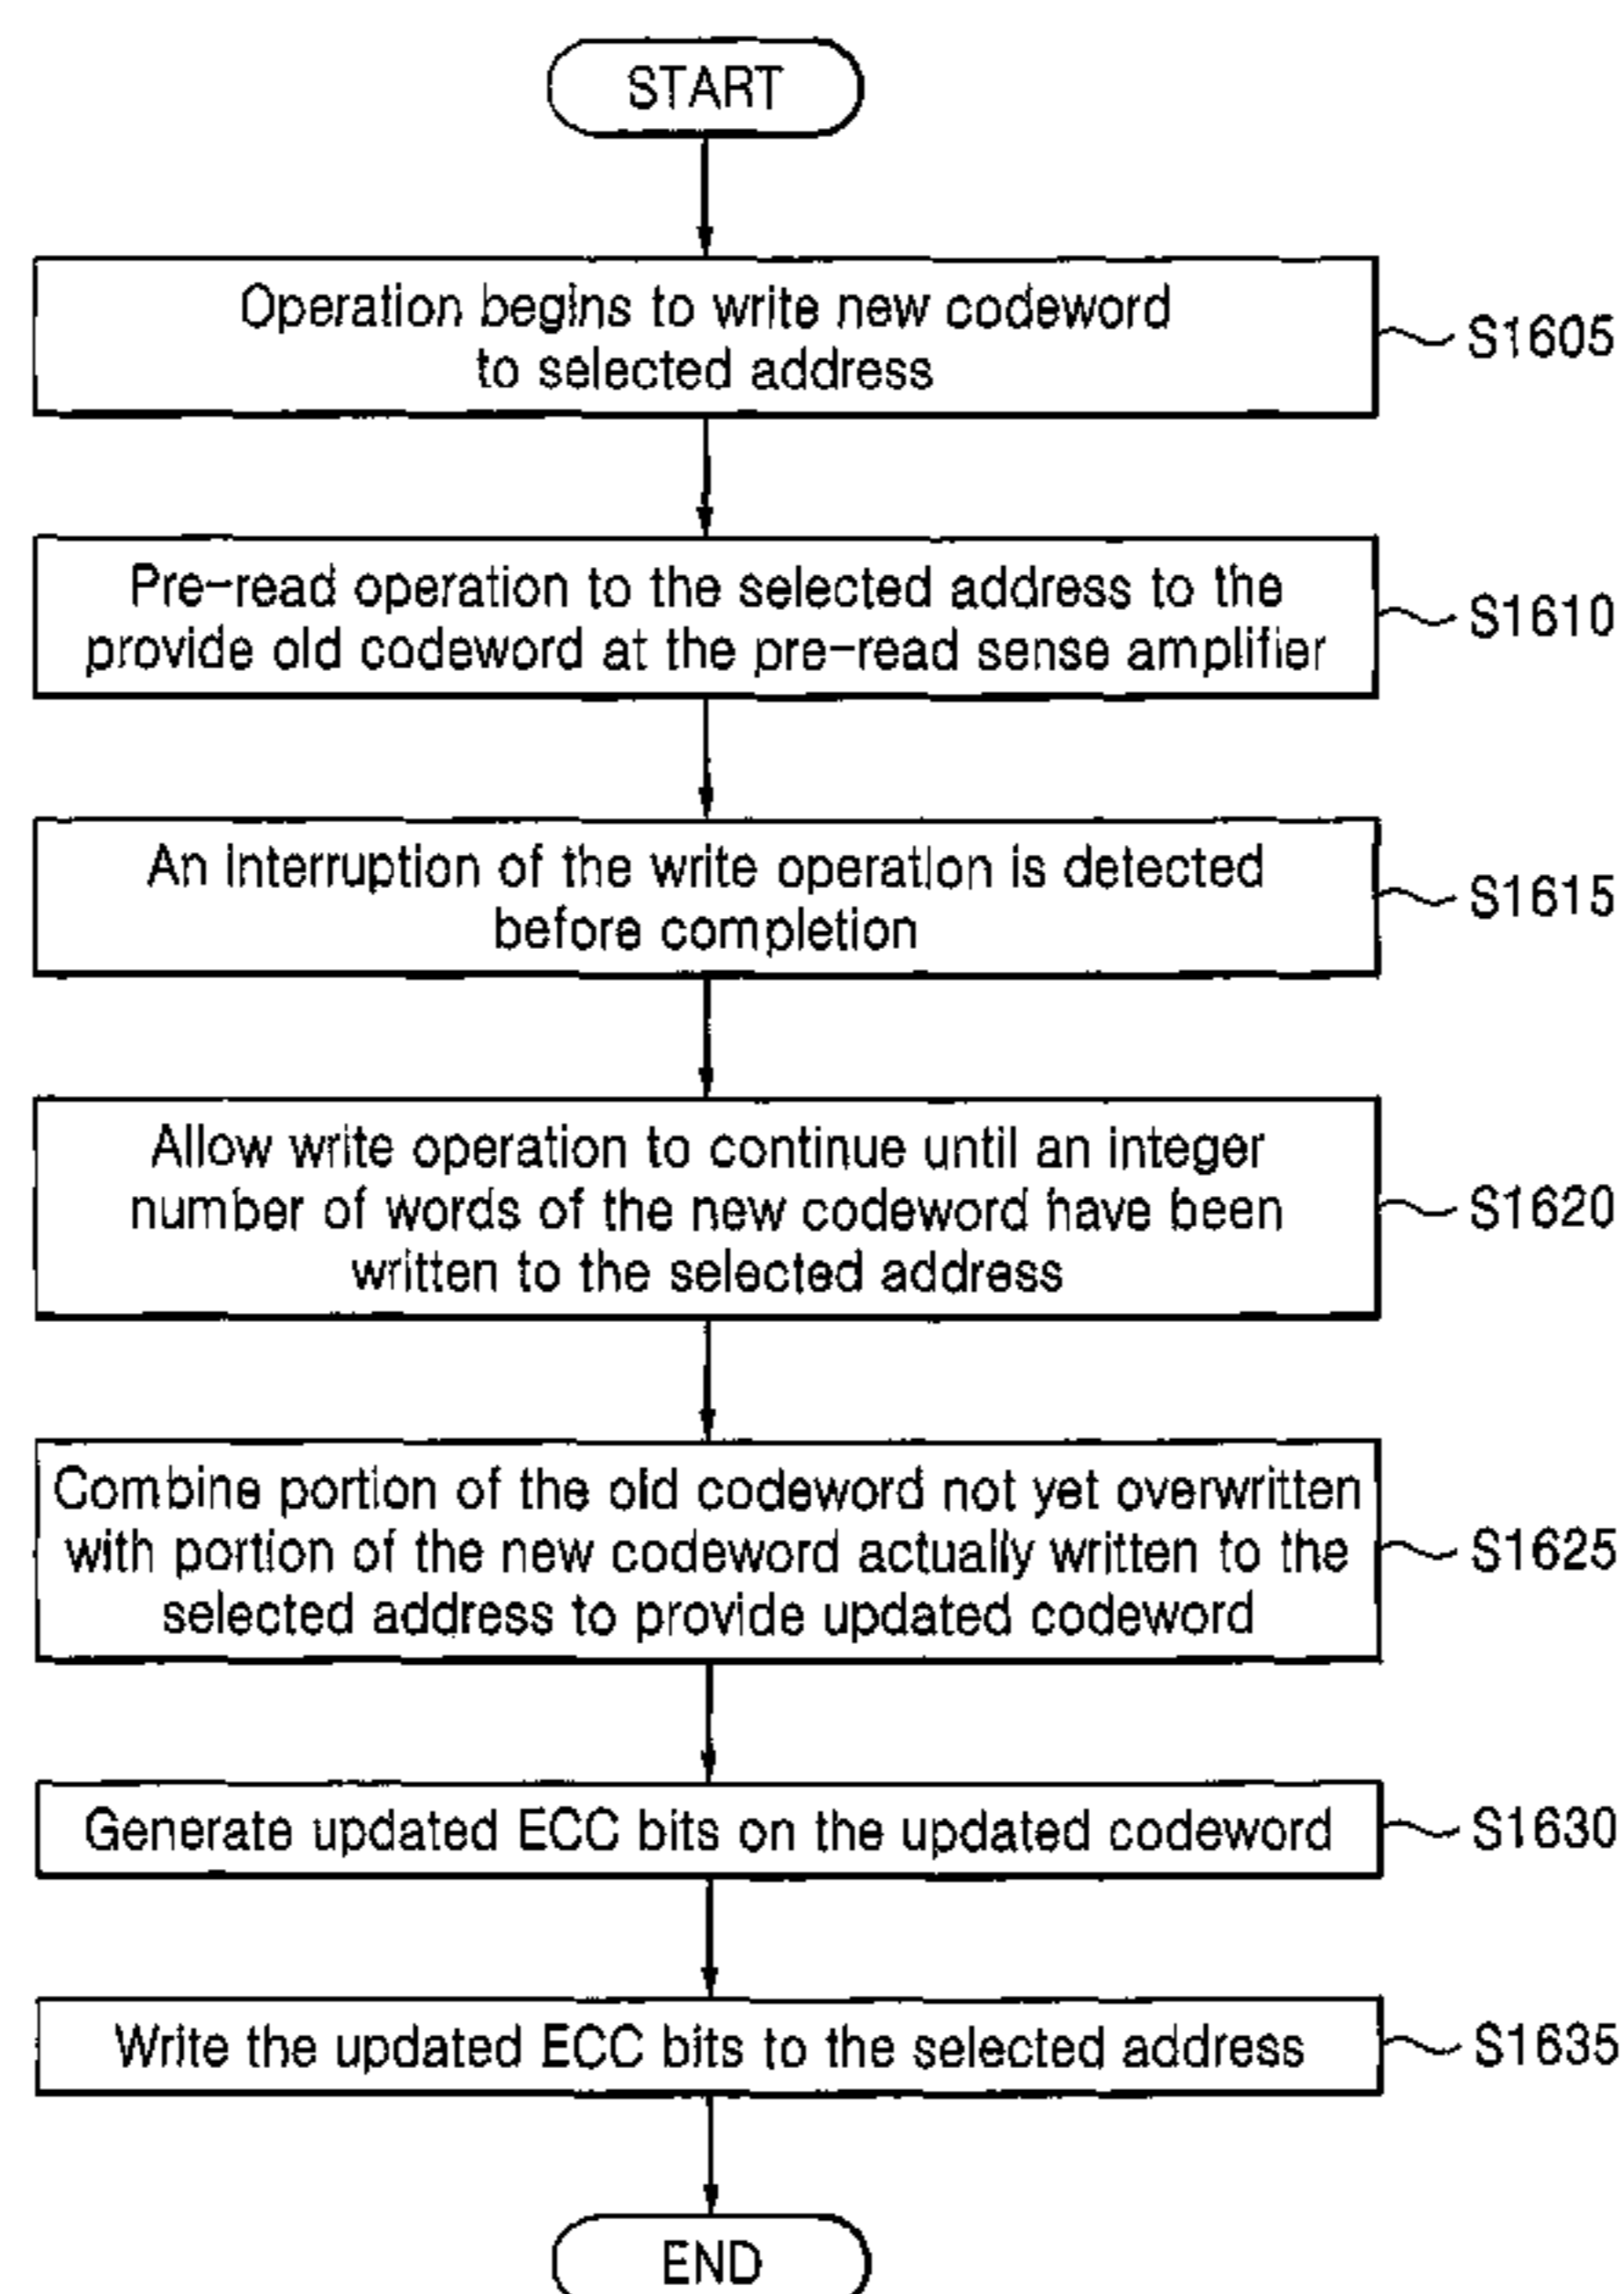 START
Operation begins to write new codeword
to selected address
S1605
Pre-read operation to the selected address to the
provide old codeword at the pre-read sense amplifier
S1610
An interruption of the write operation is detected
before completion
S1615
Allow write operation to continue until an integer
number of words of the new codeword have been
written to the selected address
S1620
Combine portion of the old codeword not yet overwritten
with portion of the new codeword actually written to the
selected address to provide updated codeword
S1625
Generate updated ECC bits on the updated codeword
S1630
Write the updated ECC bits to the selected address
S1635
END